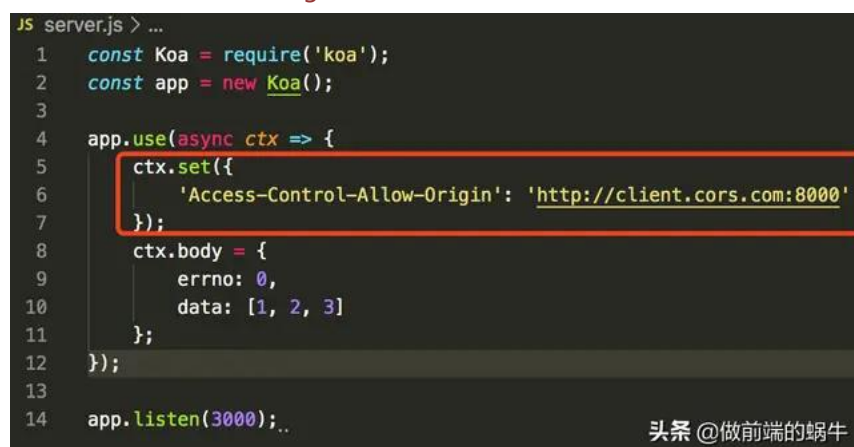 JS server.js > ...
1 const Koa = require('koa');
2 const app = new Koa();
3
4 app.use(async ctx => {
5 ctx.set({
6 'Access-Control-Allow-Origin': 'http://client.cors.com:8000'
7 });
8 ctx.body = {
9 errno: 0,
10 data: [1, 2, 3]
11 };
12 });
13
14 app.listen(3000);
头条 @做前端的蜗牛